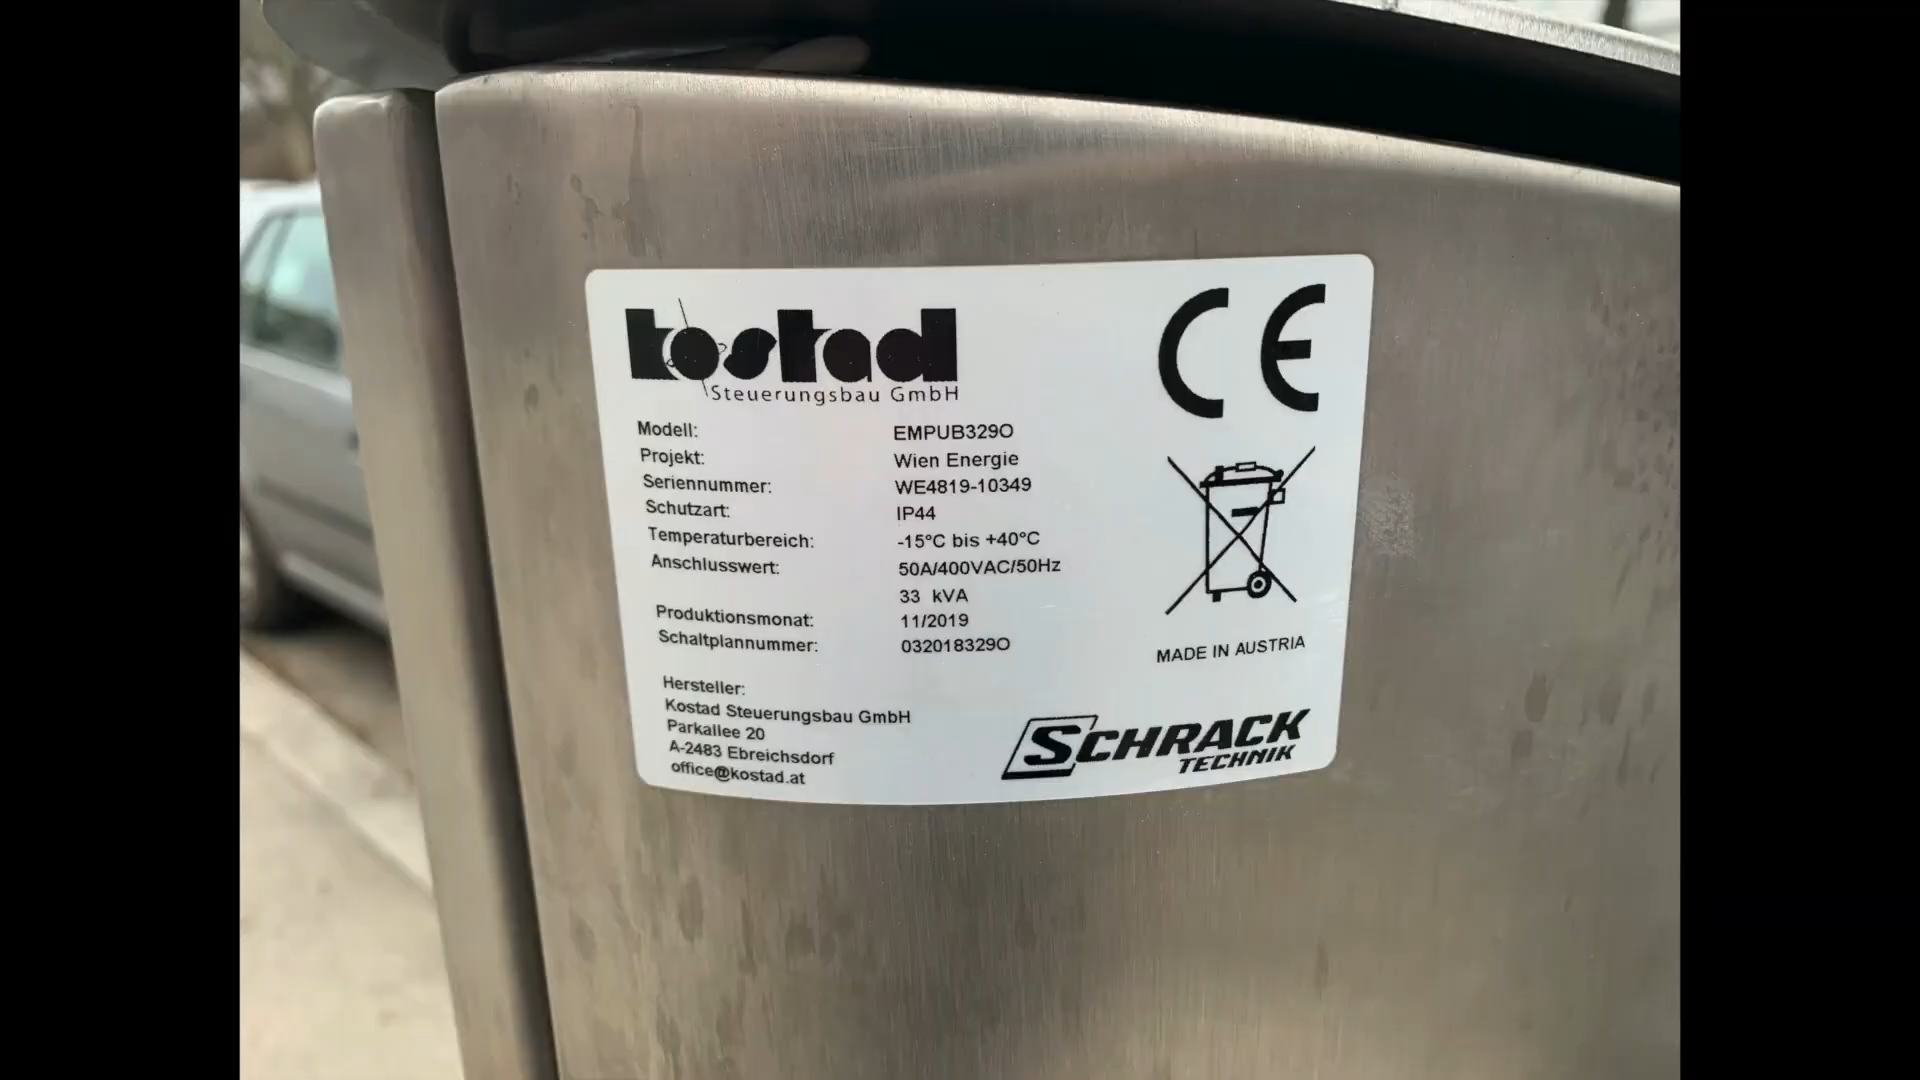 kostad
Steuerungsbau GmbH
CE
Modell: EMPUB329O
Projekt: Wien Energie
Seriennummer: WE4819-10349
Schutzart: IP44
Temperaturbereich: -15°C bis +40°C
Anschlusswert: 50A/400VAC/50Hz
33 kVA
Produktionsmonat: 11/2019
Schaltplannummer: 032018329O
MADE IN AUSTRIA
Hersteller:
Kostad Steuerungsbau GmbH
Parkallee 20
A-2483 Ebreichsdorf
office@kostad.at
SCHRACK
TECHNIK